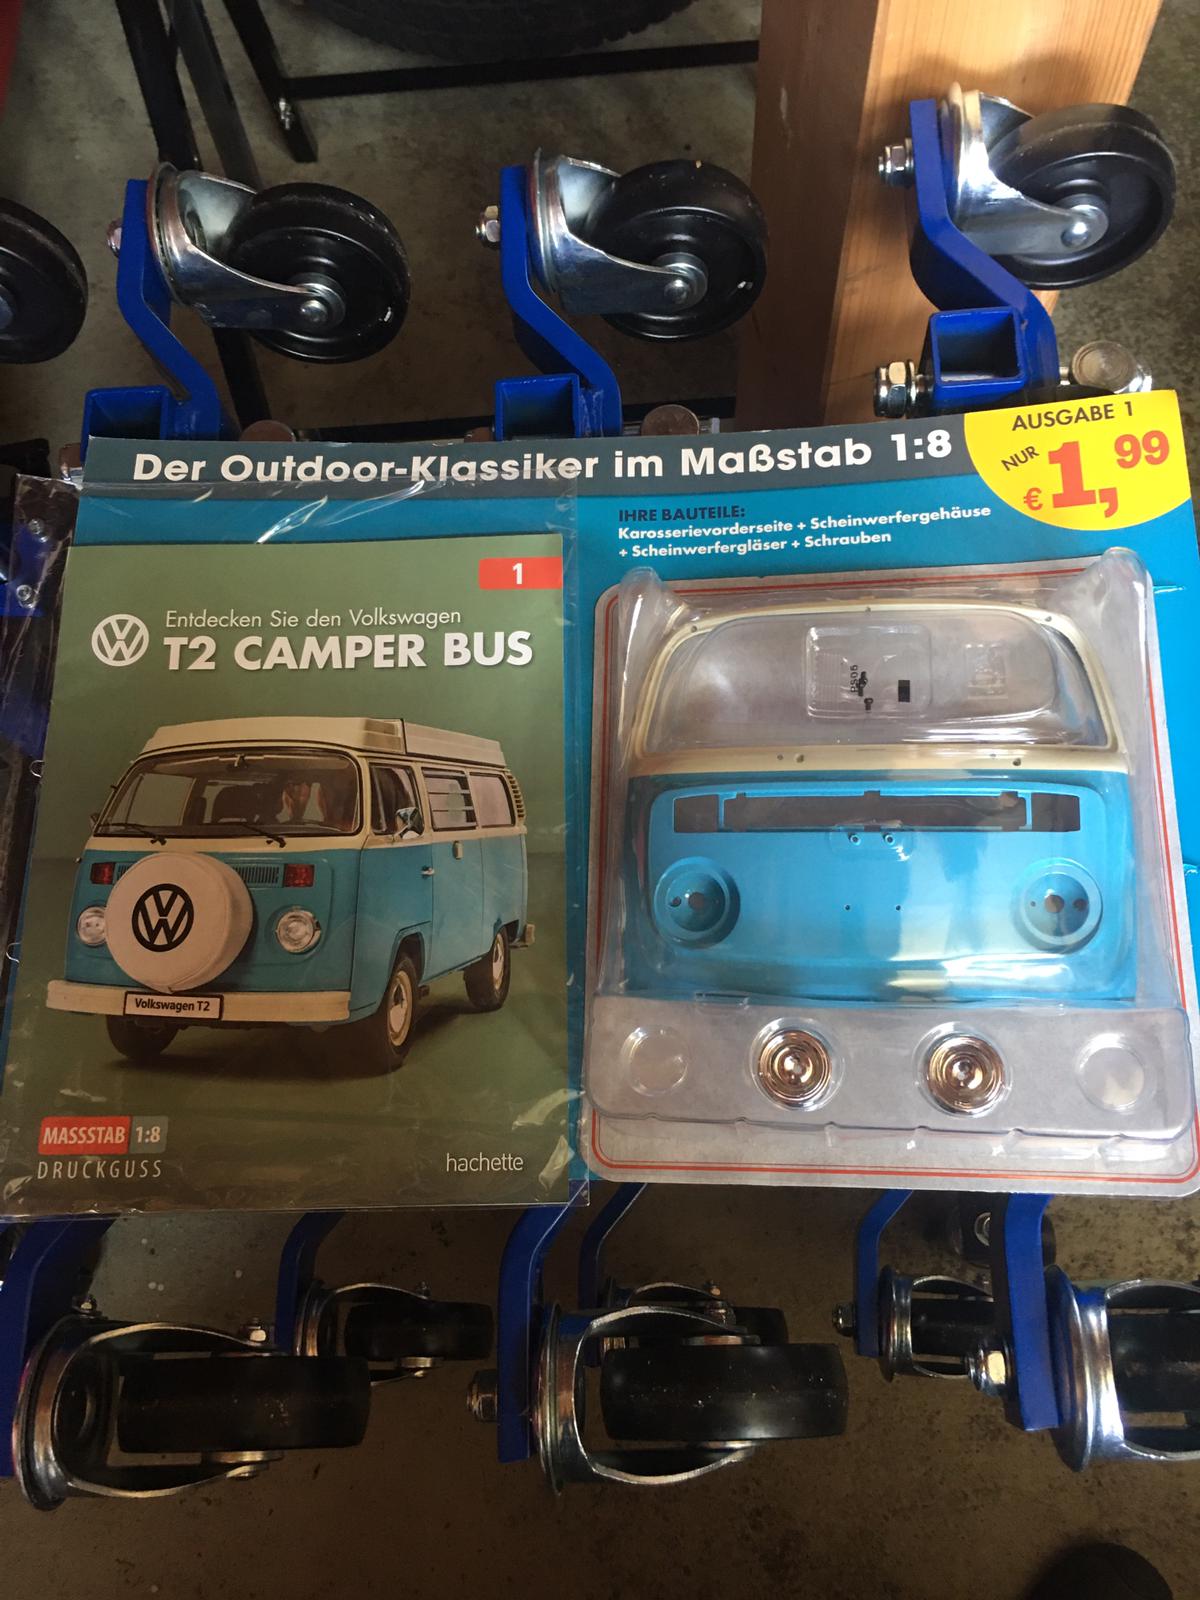 Der Outdoor-Klassiker im Maßstab 1:8
AUSGABE 1
NUR
€ 1,99
IHRE BAUTEILE:
Karosserievorderseite + Scheinwerfergehäuse
+ Scheinwerfergläser + Schrauben
1
Entdecken Sie den Volkswagen
T2 CAMPER BUS
Volkswagen T2
MASSSTAB 1:8
DRUCKGUSS
hachette